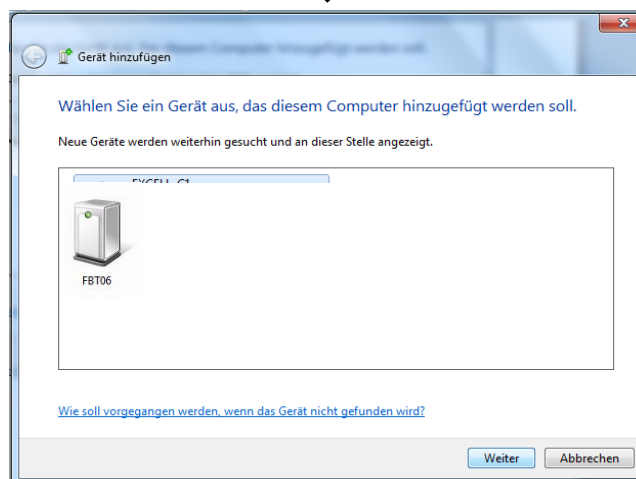 Gerät hinzufügen
Wählen Sie ein Gerät aus, das diesem Computer hinzugefügt werden soll.
Neue Geräte werden weiterhin gesucht und an dieser Stelle angezeigt.
FBT06
Wie soll vorgegangen werden, wenn das Gerät nicht gefunden wird?
Weiter
Abbrechen